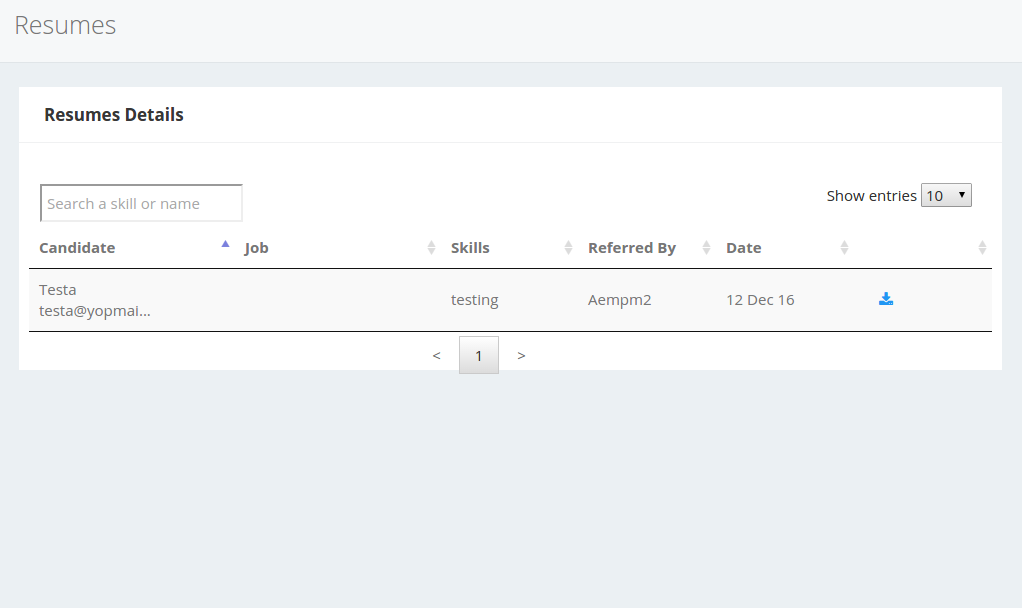 Resumes
Resumes Details
Search a skill or name
Show entries 10
Candidate Job Skills Referred By Date
Testa
testa@yopmai...
testing Aempm2 12 Dec 16
< 1 >